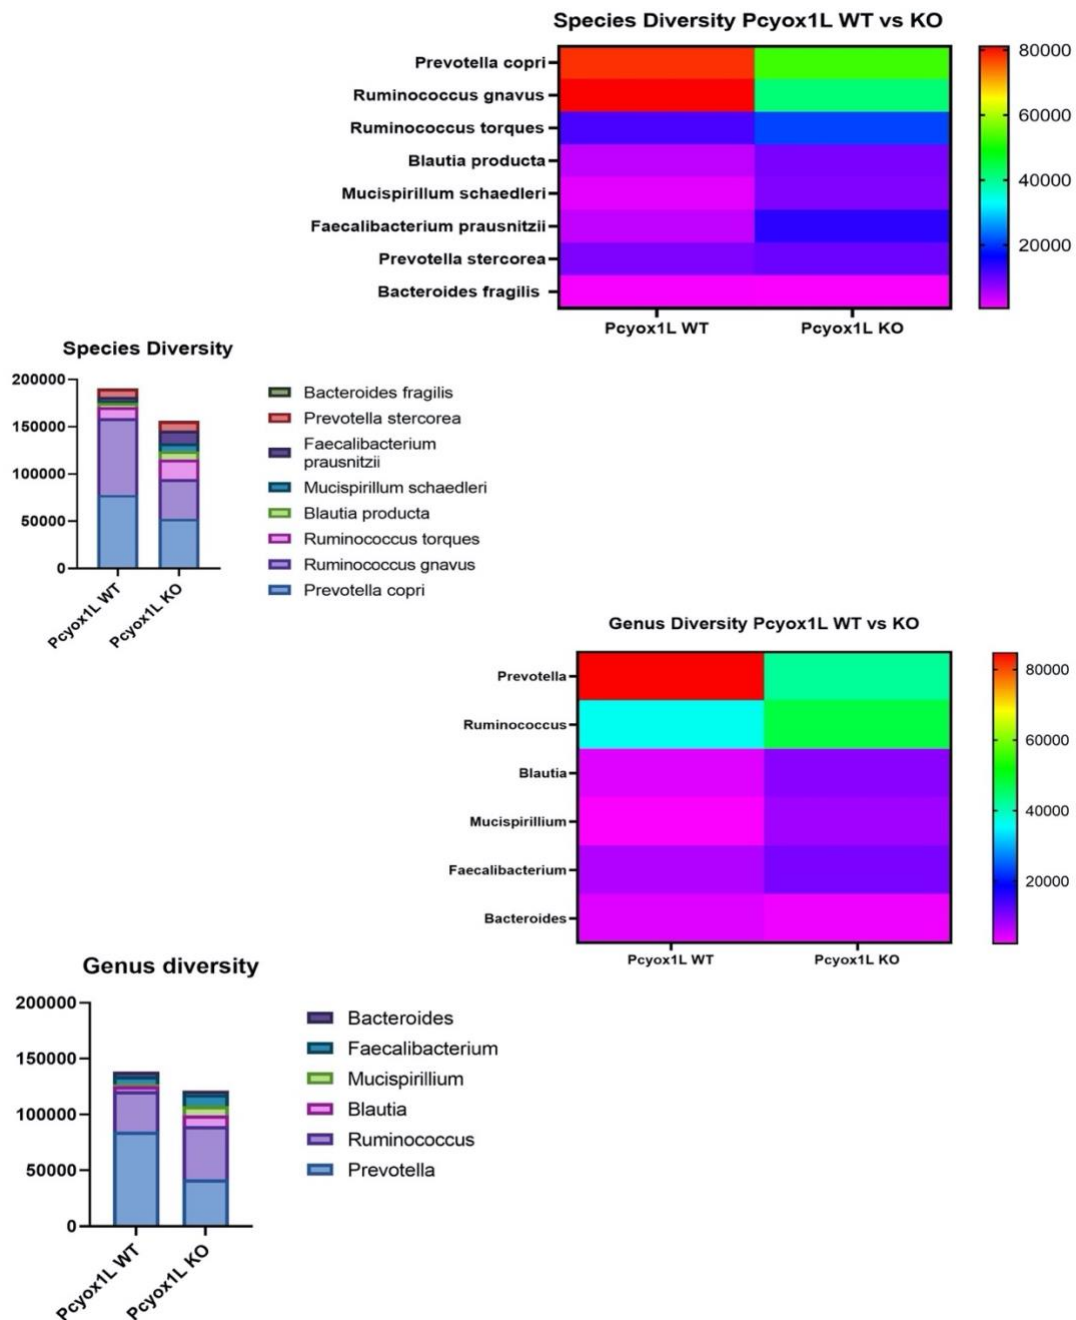 Species Diversity Pcyox1L WT vs KO
Prevotella copri
Ruminococcus gnavus
Ruminococcus torques
Blautia producta
Mucispirillum schaedleri
Faecalibacterium prausnitzii
Prevotella stercorea
Bacteroides fragilis
80000
60000
40000
20000
Pcyox1L WT
Pcyox1L KO
Species Diversity
200000
150000
100000
50000
0
Pcyox1L WT
Pcyox1L KO
Bacteroides fragilis
Prevotella stercorea
Faecalibacterium
prausnitzii
Mucispirillum schaedleri
Blautia producta
Ruminococcus torques
Ruminococcus gnavus
Prevotella copri
Genus Diversity Pcyox1L WT vs KO
Prevotella
Ruminococcus
Blautia
Mucispirillium
Faecalibacterium
Bacteroides
80000
60000
40000
20000
Pcyox1L WT
Pcyox1L KO
Genus diversity
200000
150000
100000
50000
0
Pcyox1L WT
Pcyox1L KO
Bacteroides
Faecalibacterium
Mucispirillium
Blautia
Ruminococcus
Prevotella